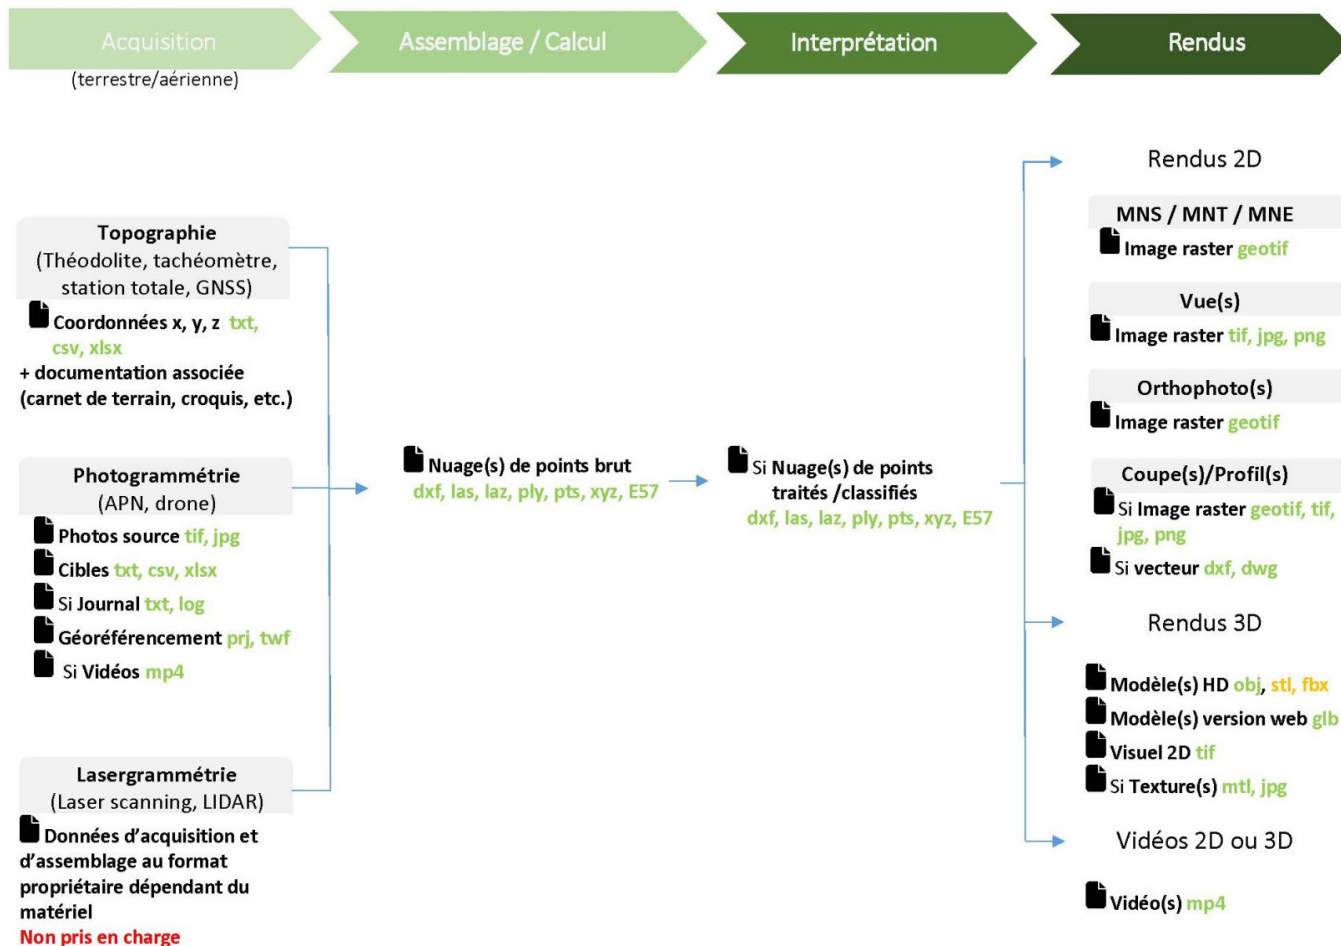 Acquisition
Assemblage / Calcul
Interprétation
Rendus
(terrestre/aérienne)
Topographie
(Théodolite, tachéomètre,
station totale, GNSS)
Coordonnées x, y, z txt,
csv, xlsx
+ documentation associée
(carnet de terrain, croquis, etc.)
Photogrammétrie
(APN, drone)
Photos source tif, jpg
Cibles txt, csv, xlsx
Si Journal txt, log
Géoréférencement prj, twf
Si Vidéos mp4
Lasergrammétrie
(Laser scanning, LIDAR)
Données d’acquisition et
d’assemblage au format
propriétaire dépendant du
matériel
Non pris en charge
Nuage(s) de points brut
dxf, las, laz, ply, pts, xyz, E57
Si Nuage(s) de points
traités /classifiés
dxf, las, laz, ply, pts, xyz, E57
Rendus 2D
MNS / MNT / MNE
Image raster geotif
Vue(s)
Image raster tif, jpg, png
Orthophoto(s)
Image raster geotif
Coupe(s)/Profil(s)
Si Image raster geotif, tif,
jpg, png
Si vecteur dxf, dwg
Rendus 3D
Modèle(s) HD obj, stl, fbx
Modèle(s) version web glb
Visuel 2D tif
Si Texture(s) mtl, jpg
Vidéos 2D ou 3D
Vidéo(s) mp4